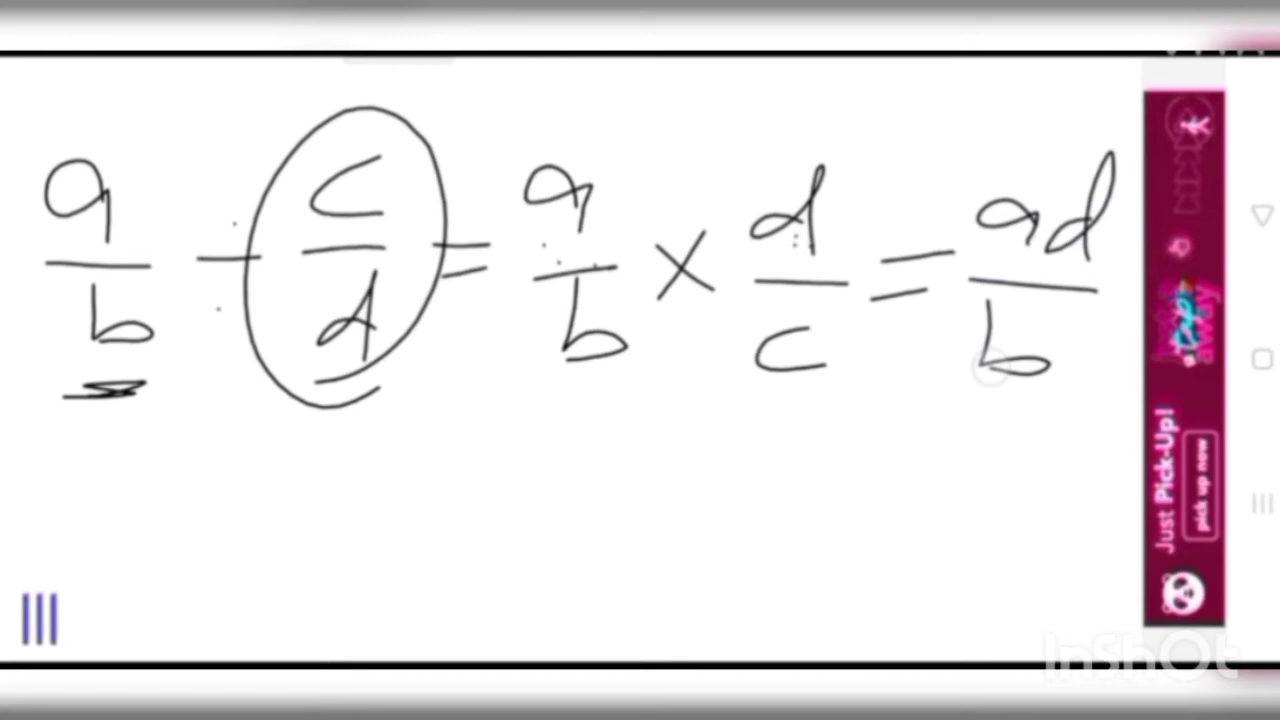 a/b ÷ c/d = a/b × d/c = ad/b
Just Pick-Up!
pick up now
InShOt